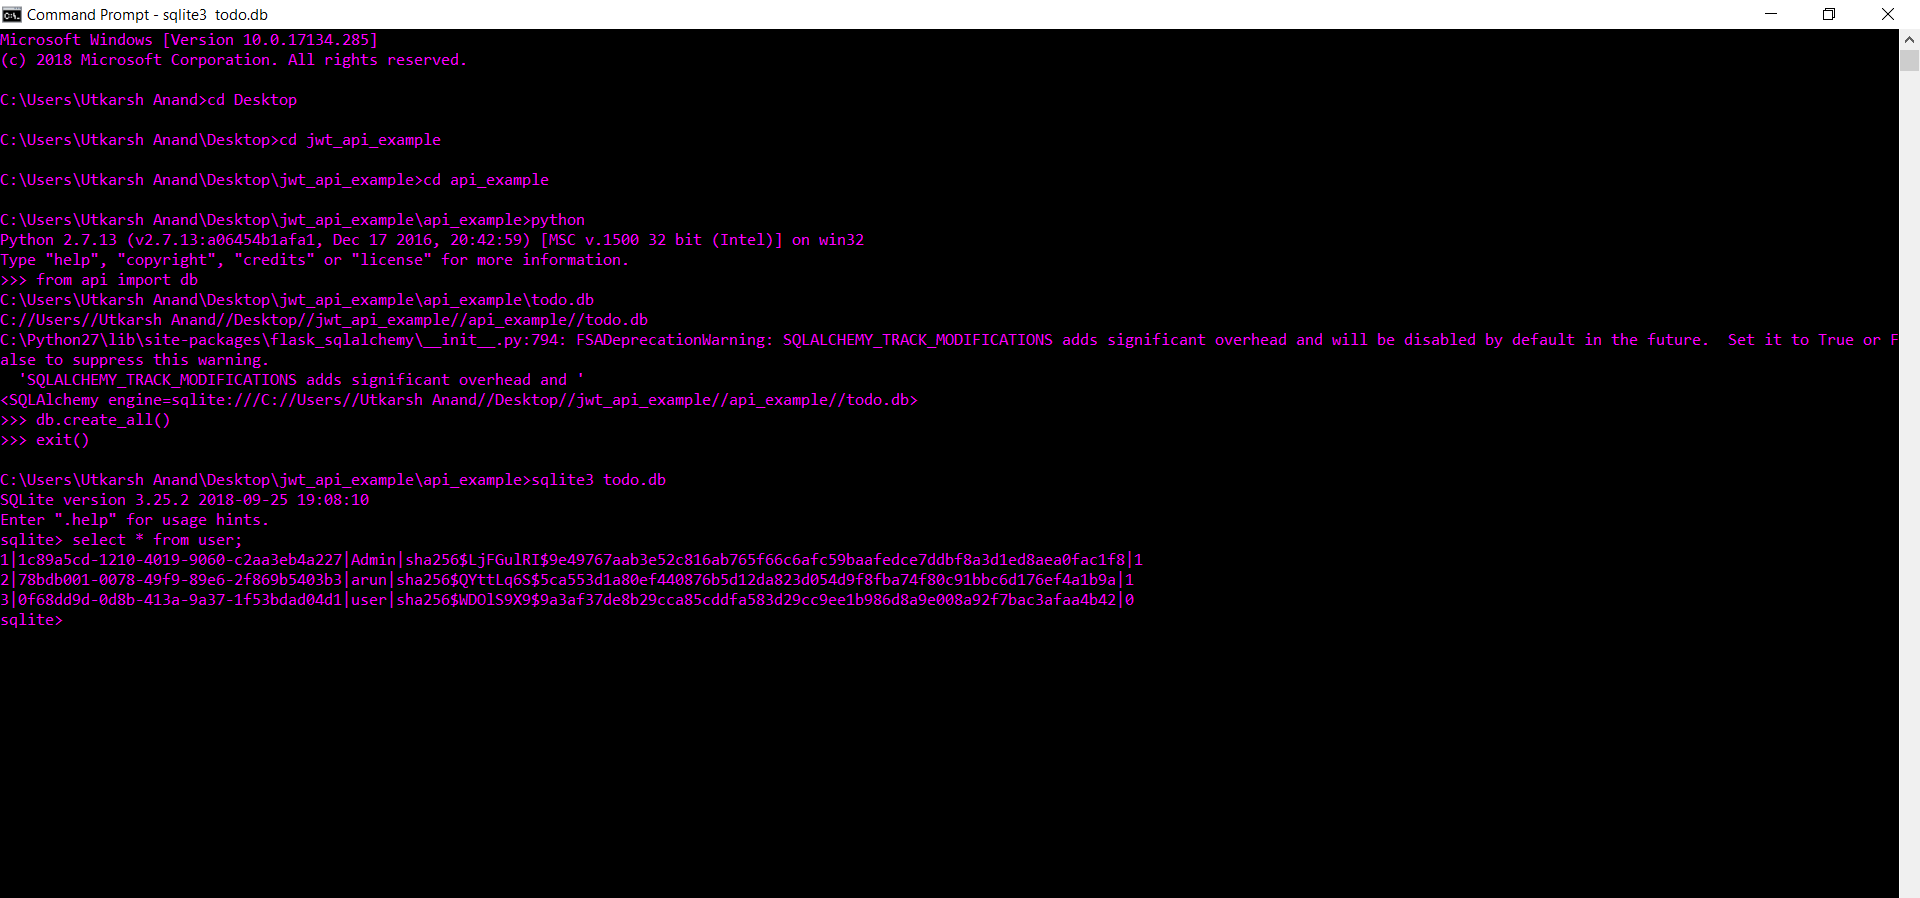 Command Prompt - sqlite3  todo.db
Microsoft Windows [Version 10.0.17134.285]
(c) 2018 Microsoft Corporation. All rights reserved.
C:\Users\Utkarsh Anand>cd Desktop
C:\Users\Utkarsh Anand\Desktop>cd jwt_api_example
C:\Users\Utkarsh Anand\Desktop\jwt_api_example>cd api_example
C:\Users\Utkarsh Anand\Desktop\jwt_api_example\api_example>python
Python 2.7.13 (v2.7.13:a06454b1afa1, Dec 17 2016, 20:42:59) [MSC v.1500 32 bit (Intel)] on win32
Type "help", "copyright", "credits" or "license" for more information.
>>> from api import db
C:\Users\Utkarsh Anand\Desktop\jwt_api_example\api_example\todo.db
C://Users//Utkarsh Anand//Desktop//jwt_api_example//api_example//todo.db
C:\Python27\lib\site-packages\flask_sqlalchemy\__init__.py:794: FSADeprecationWarning: SQLALCHEMY_TRACK_MODIFICATIONS adds significant overhead and will be disabled by default in the future.  Set it to True or F
alse to suppress this warning.
  'SQLALCHEMY_TRACK_MODIFICATIONS adds significant overhead and '
<SQLAlchemy engine=sqlite:///C://Users//Utkarsh Anand//Desktop//jwt_api_example//api_example//todo.db>
>>> db.create_all()
>>> exit()
C:\Users\Utkarsh Anand\Desktop\jwt_api_example\api_example>sqlite3 todo.db
SQLite version 3.25.2 2018-09-25 19:08:10
Enter ".help" for usage hints.
sqlite> select * from user;
1|1c89a5cd-1210-4019-9060-c2aa3eb4a227|Admin|sha256$LjFGulRI$9e49767aab3e52c816ab765f66c6afc59baafedce7ddbf8a3d1ed8aea0fac1f8|1
2|78bdb001-0078-49f9-89e6-2f869b5403b3|arun|sha256$QYttLq6S$5ca553d1a80ef440876b5d12da823d054d9f8fba74f80c91bbc6d176ef4a1b9a|1
3|0f68dd9d-0d8b-413a-9a37-1f53bdad04d1|user|sha256$WDOlS9X9$9a3af37de8b29cca85cddfa583d29cc9ee1b986d8a9e008a92f7bac3afaa4b42|0
sqlite>